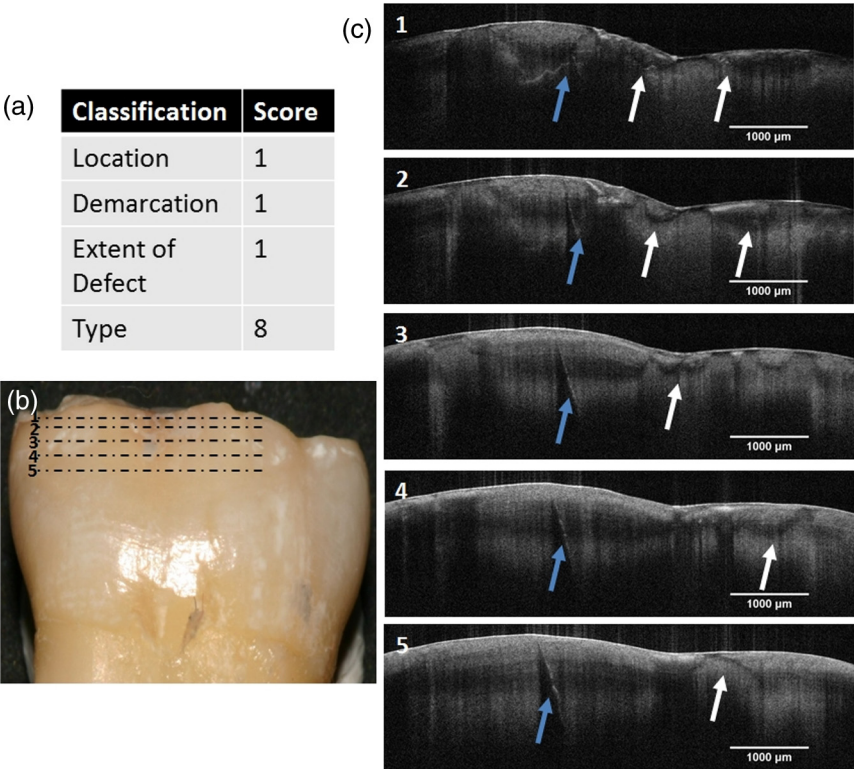 (a)
Classification Score
Location 1
Demarcation 1
Extent of Defect 1
Type 8
(b)
1
2
3
4
5
(c)
1
1000 µm
2
1000 µm
3
1000 µm
4
1000 µm
5
1000 µm